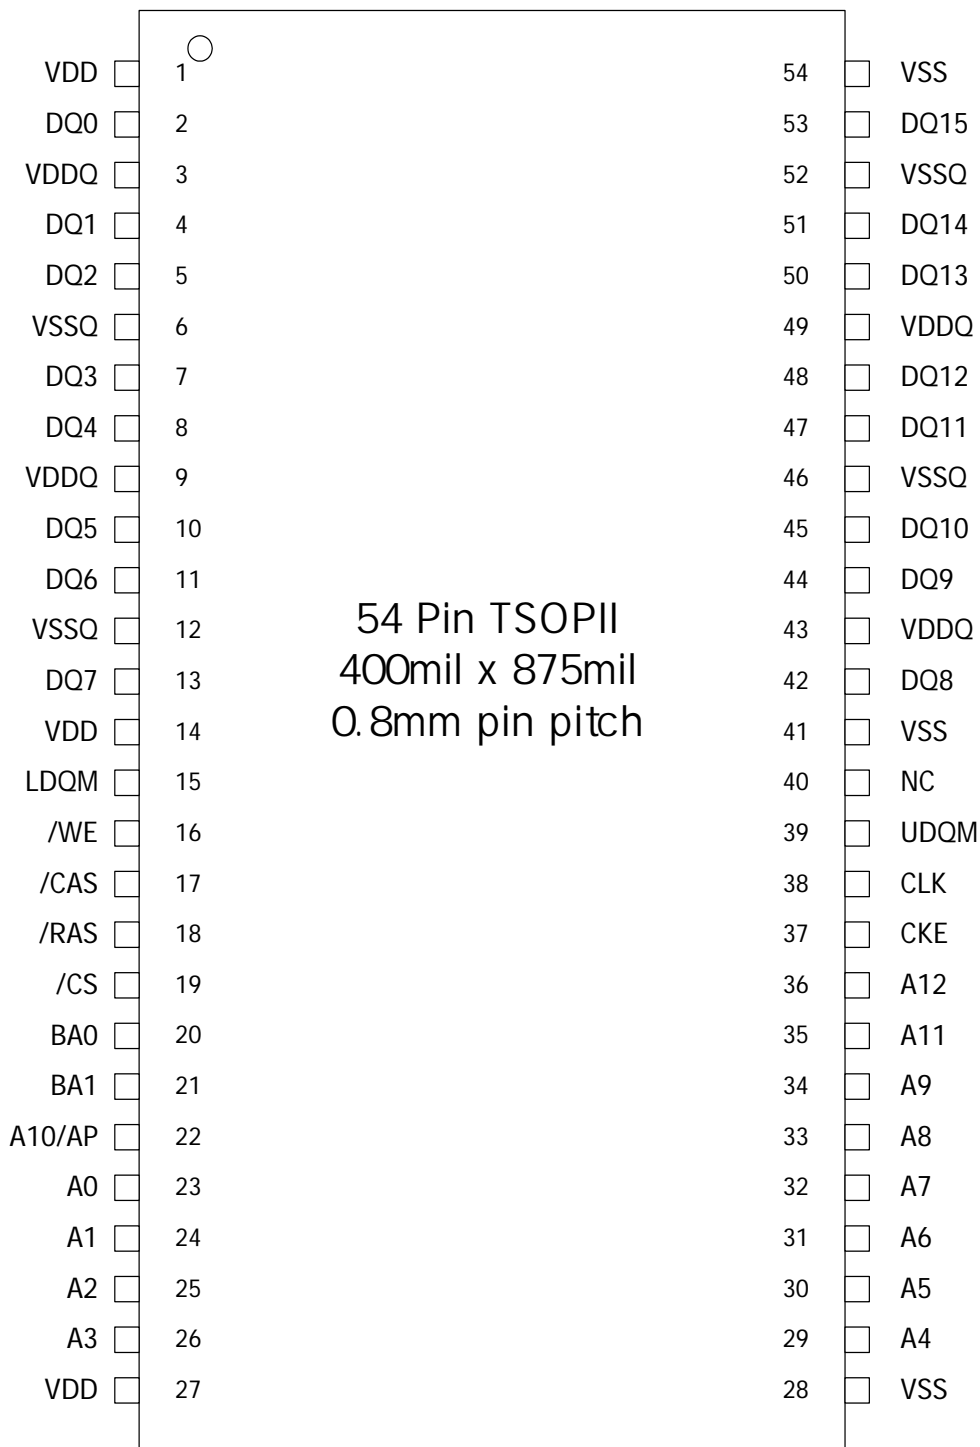 VDD 1 54 VSS
DQ0 2 53 DQ15
VDDQ 3 52 VSSQ
DQ1 4 51 DQ14
DQ2 5 50 DQ13
VSSQ 6 49 VDDQ
DQ3 7 48 DQ12
DQ4 8 47 DQ11
VDDQ 9 46 VSSQ
DQ5 10 45 DQ10
DQ6 11 44 DQ9
54 Pin TSOPII
VSSQ 12 43 VDDQ
400mil x 875mil
DQ7 13 42 DQ8
0.8mm pin pitch
VDD 14 41 VSS
LDQM 15 40 NC
/WE 16 39 UDQM
/CAS 17 38 CLK
/RAS 18 37 CKE
/CS 19 36 A12
BA0 20 35 A11
BA1 21 34 A9
A10/AP 22 33 A8
A0 23 32 A7
A1 24 31 A6
A2 25 30 A5
A3 26 29 A4
VDD 27 28 VSS